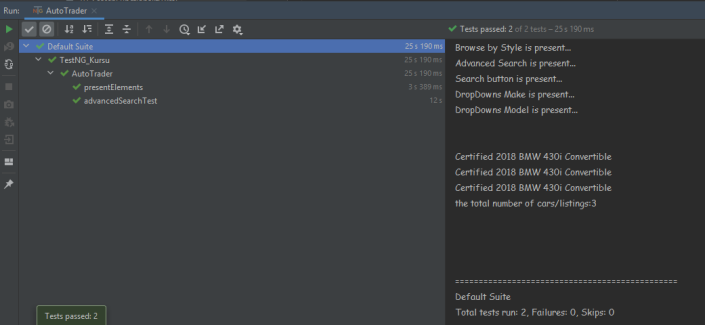 Run: AutoTrader
Tests passed: 2 of 2 tests – 25 s 190 ms
Default Suite 25 s 190 ms
TestNG_Kursu 25 s 190 ms
AutoTrader 25 s 190 ms
presentElements 3 s 389 ms
advancedSearchTest 12 s
Browse by Style is present...
Advanced Search is present...
Search button is present...
DropDowns Make is present...
DropDowns Model is present...
Certified 2018 BMW 430i Convertible
Certified 2018 BMW 430i Convertible
Certified 2018 BMW 430i Convertible
the total number of cars/listings:3
===============================================
Default Suite
Total tests run: 2, Failures: 0, Skips: 0
Tests passed: 2